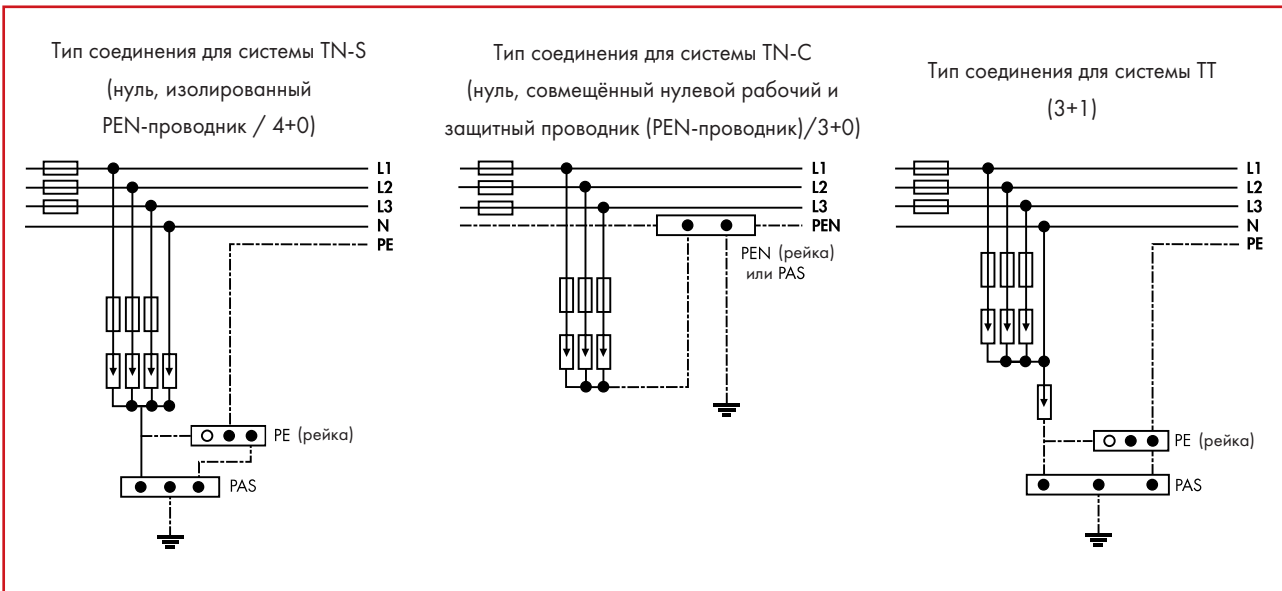 Тип соединения для системы TN-S
(нуль, изолированный
PEN-проводник / 4+0)
L1
L2
L3
N
PE
PE (рейка)
PAS
Тип соединения для системы TN-C
(нуль, совмещённый нулевой рабочий и
защитный проводник (PEN-проводник)/3+0)
L1
L2
L3
PEN
PEN (рейка)
или PAS
Тип соединения для системы TT
(3+1)
L1
L2
L3
N
PE
PE (рейка)
PAS